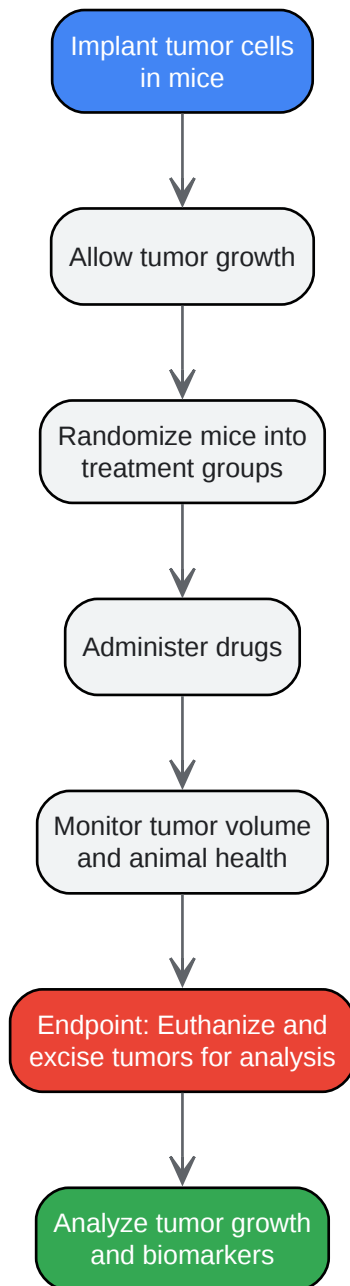 Implant tumor cells
in mice
Allow tumor growth
Randomize mice into
treatment groups
Administer drugs
Monitor tumor volume
and animal health
Endpoint: Euthanize and
excise tumors for analysis
Analyze tumor growth
and biomarkers